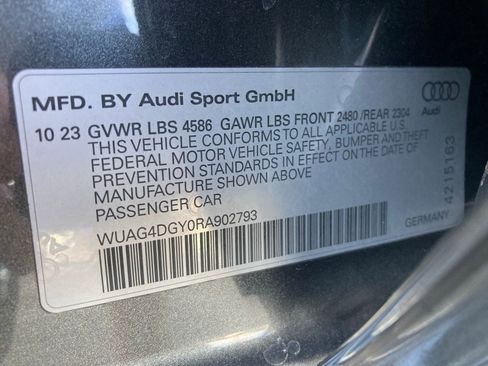 MFD. BY Audi Sport GmbH
10 23 GVWR LBS 4586 GAWR LBS FRONT 2480 /REAR 2304
THIS VEHICLE CONFORMS TO ALL APPLICABLE U.S.
FEDERAL MOTOR VEHICLE SAFETY, BUMPER AND THEFT
PREVENTION STANDARDS IN EFFECT ON THE DATE OF
MANUFACTURE SHOWN ABOVE
PASSENGER CAR
WUAG4DGY0RA902793
Audi
4215163
GERMANY